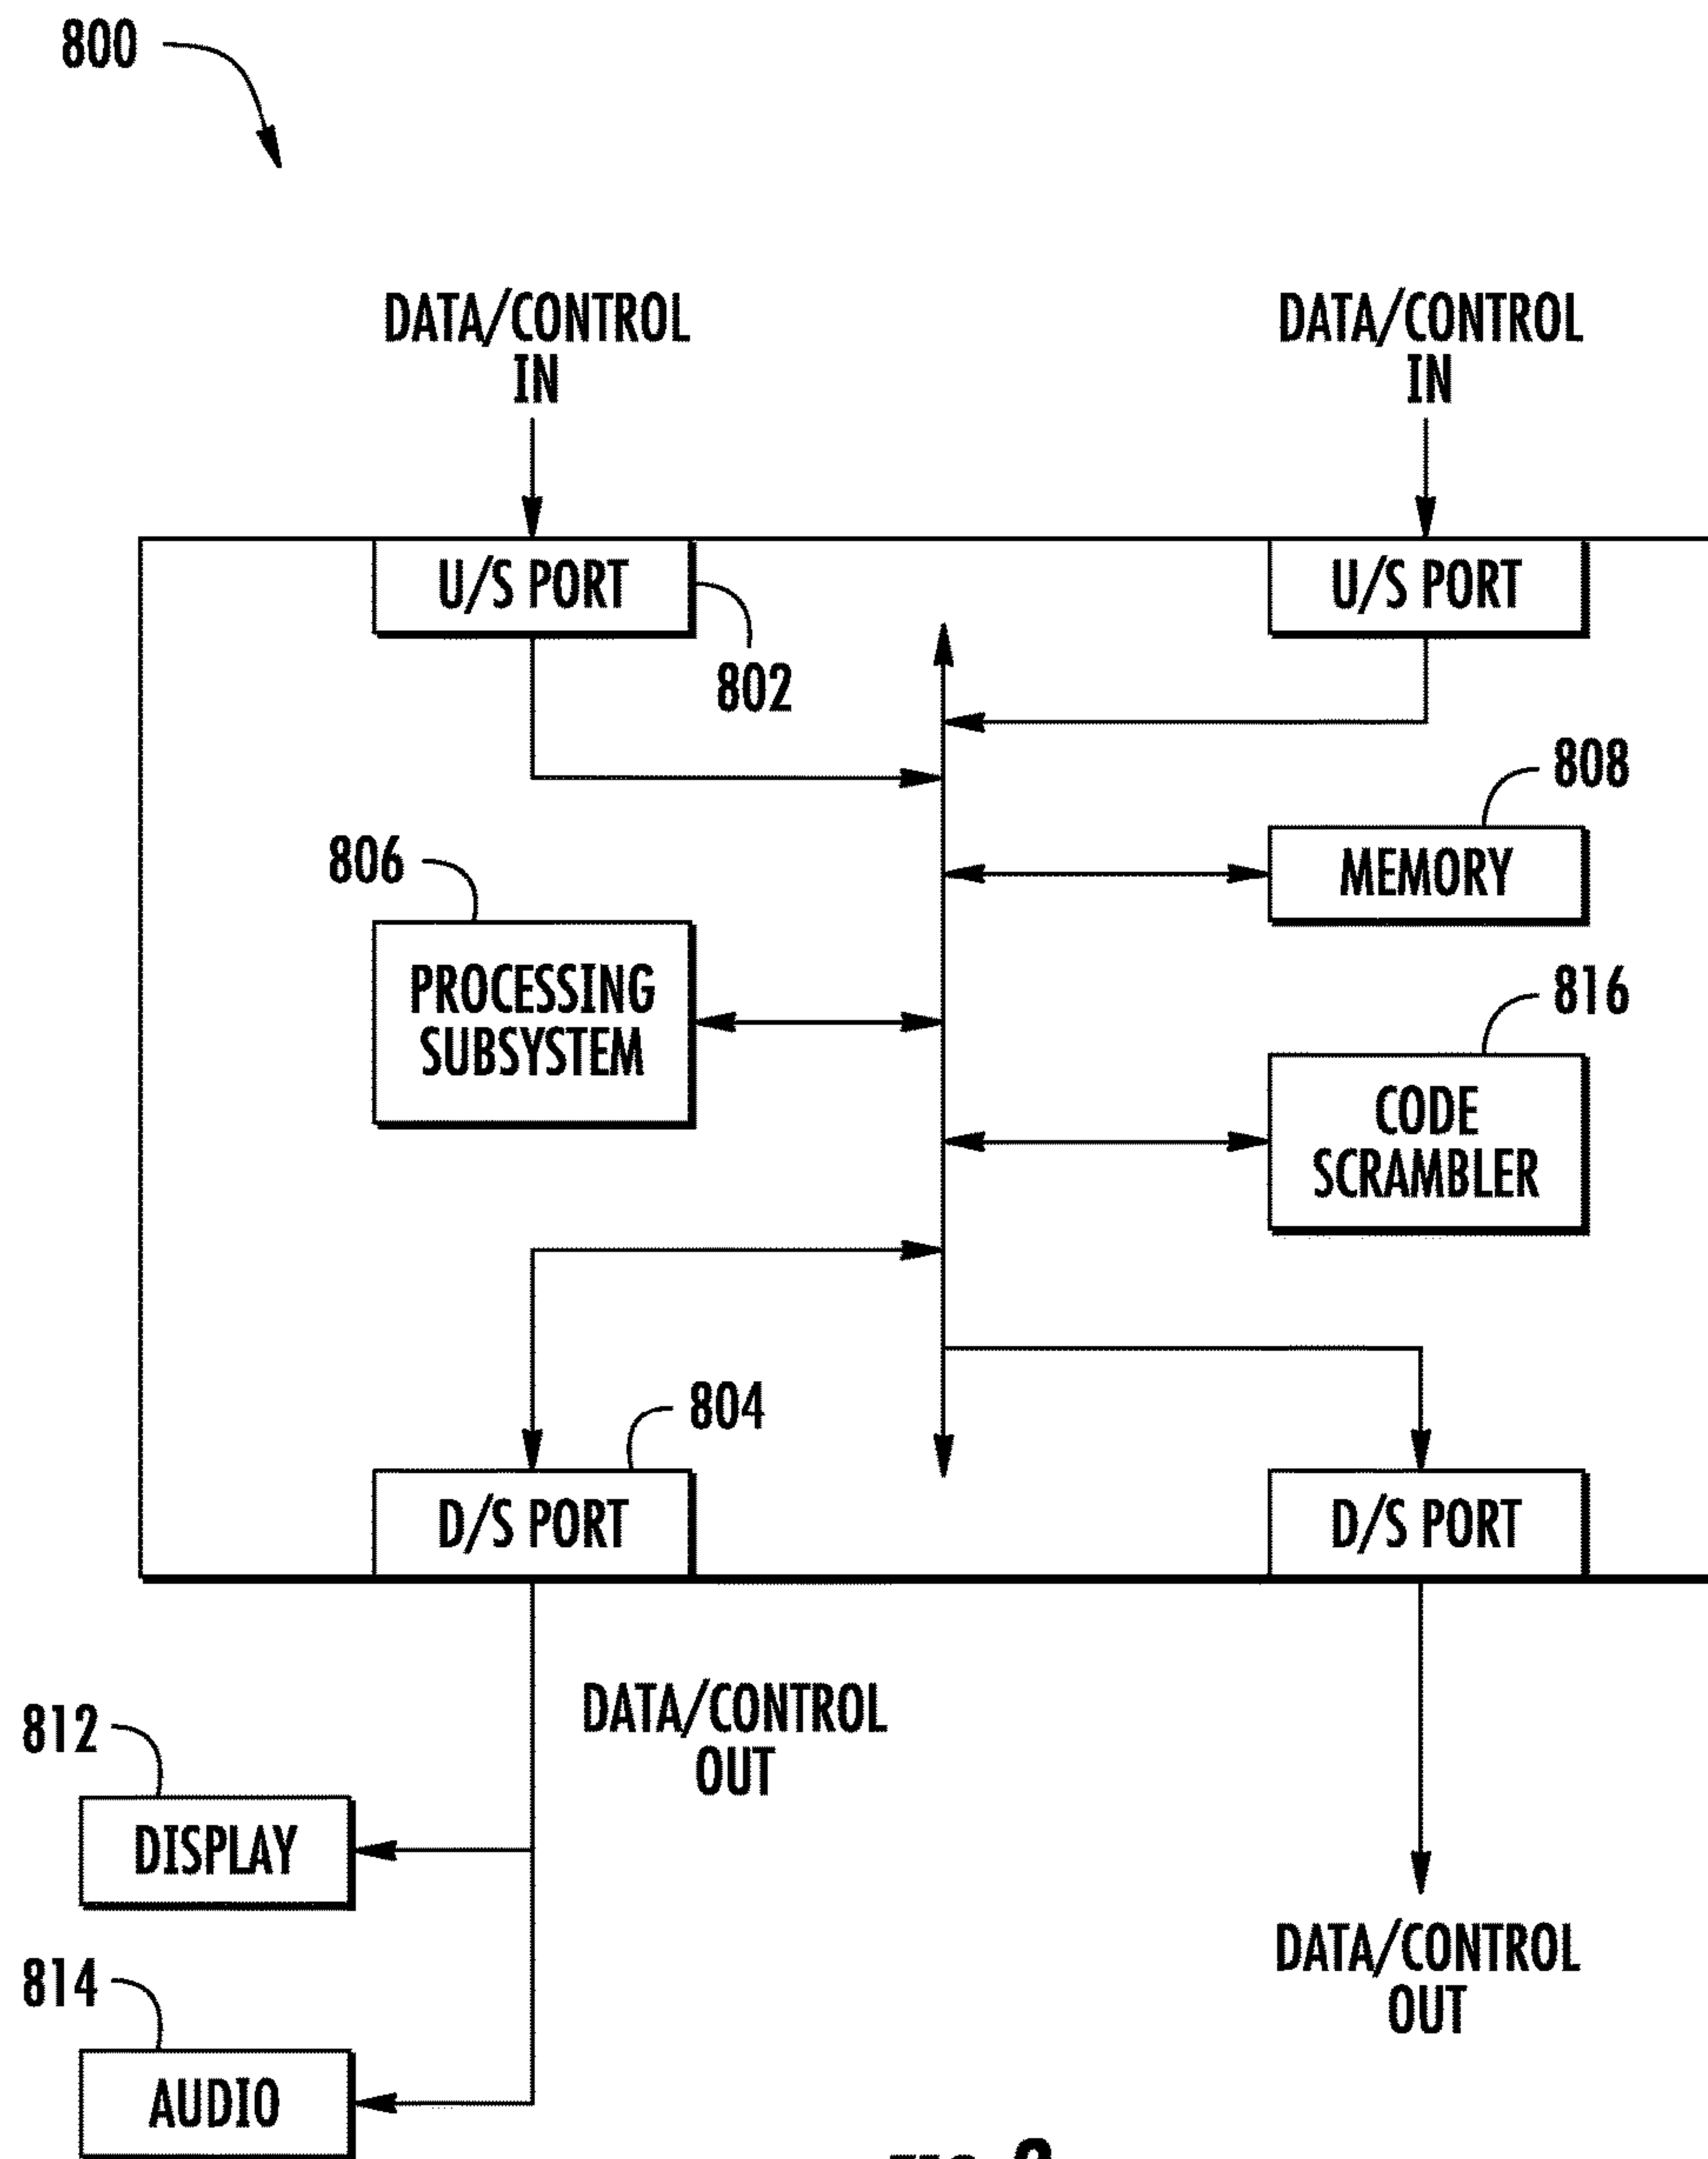 800
DATA/CONTROL
IN
DATA/CONTROL
IN
U/S PORT
U/S PORT
802
808
MEMORY
806
PROCESSING
SUBSYSTEM
816
CODE
SCRAMBLER
804
D/S PORT
D/S PORT
DATA/CONTROL
OUT
812
DISPLAY
DATA/CONTROL
OUT
814
AUDIO